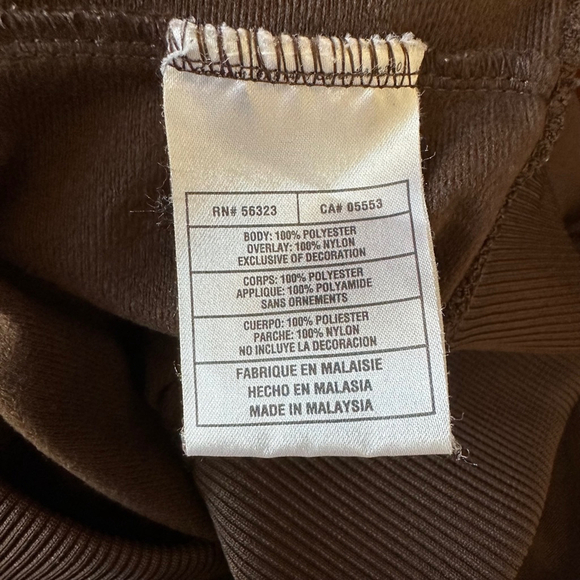 RN# 56323 CA# 05553
BODY: 100% POLYESTER
OVERLAY: 100% NYLON
EXCLUSIVE OF DECORATION
CORPS: 100% POLYESTER
APPLIQUE: 100% POLYAMIDE
SANS ORNEMENTS
CUERPO: 100% POLIESTER
PARCHE: 100% NYLON
NO INCLUYE LA DECORACION
FABRIQUE EN MALAISIE
HECHO EN MALASIA
MADE IN MALAYSIA